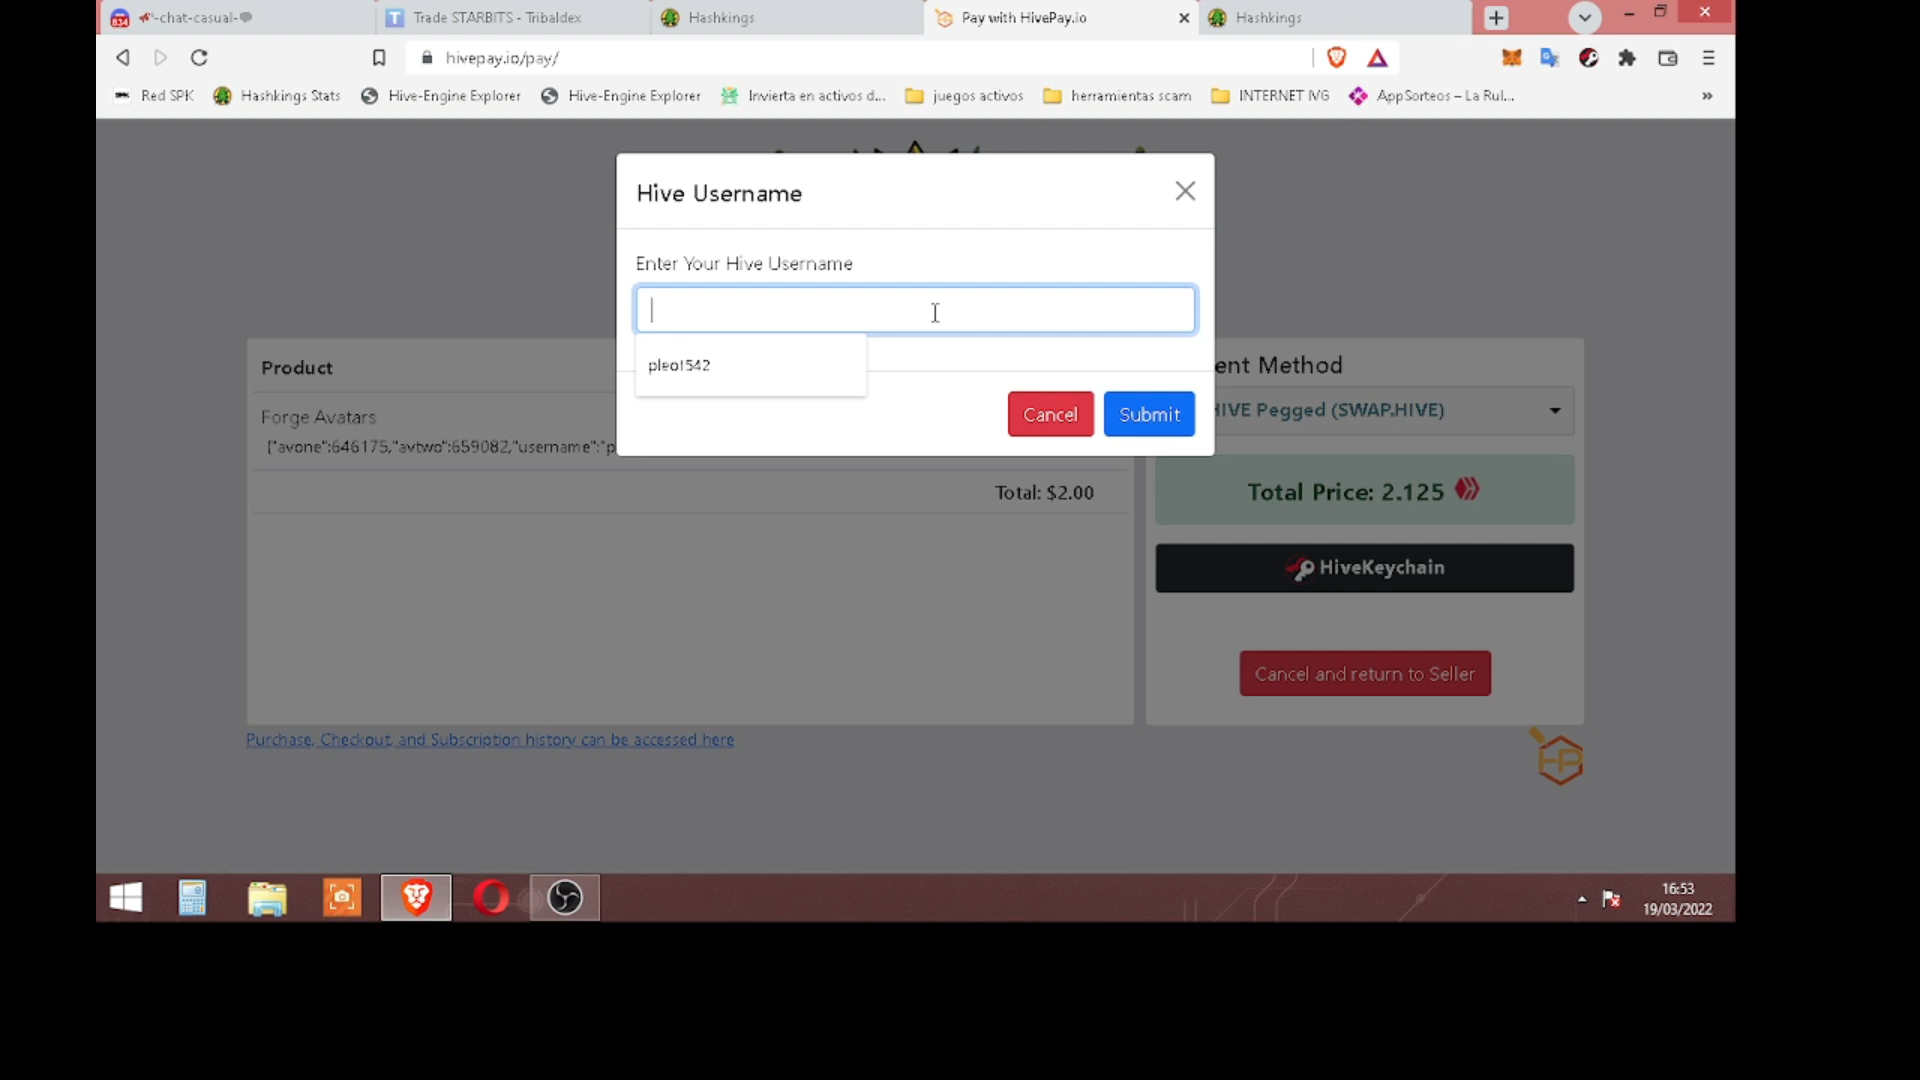 834 -chat-casual-
T Trade STARBITS - Tribaldex
Hashkings
Pay with HivePay.io
Hashkings
hivepay.io/pay/
Red SPK
Hashkings Stats
Hive-Engine Explorer
Hive-Engine Explorer
Invierta en activos d...
juegos activos
herramientas scam
INTERNET IVG
AppSorteos – La Rul...
»
Hive Username
Enter Your Hive Username
pleo1542
Cancel
Submit
Product
Forge Avatars
{"avone":646175,"avtwo":659082,"username":"p
Total: $2.00
ent Method
HIVE Pegged (SWAP.HIVE)
Total Price: 2.125
HiveKeychain
Cancel and return to Seller
Purchase, Checkout, and Subscription history can be accessed here
HP
16:53
19/03/2022